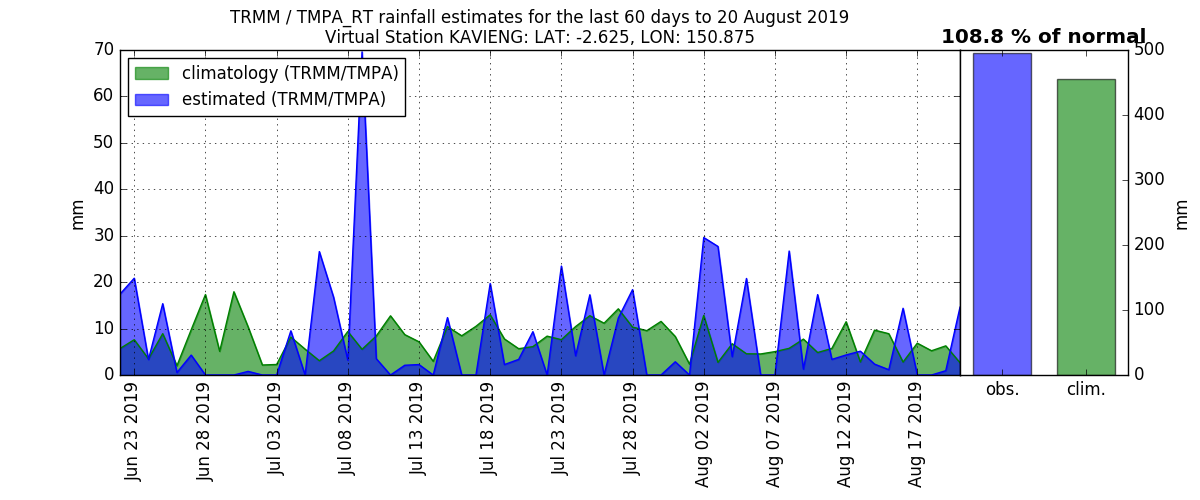 TRMM / TMPA_RT rainfall estimates for the last 60 days to 20 August 2019
Virtual Station KAVIENG: LAT: -2.625, LON: 150.875
108.8 % of normal
climatology (TRMM/TMPA)
estimated (TRMM/TMPA)
70
60
50
40
30
20
10
0
mm
Jun 23 2019
Jun 28 2019
Jul 03 2019
Jul 08 2019
Jul 13 2019
Jul 18 2019
Jul 23 2019
Jul 28 2019
Aug 02 2019
Aug 07 2019
Aug 12 2019
Aug 17 2019
obs.
clim.
500
400
300
200
100
0
mm